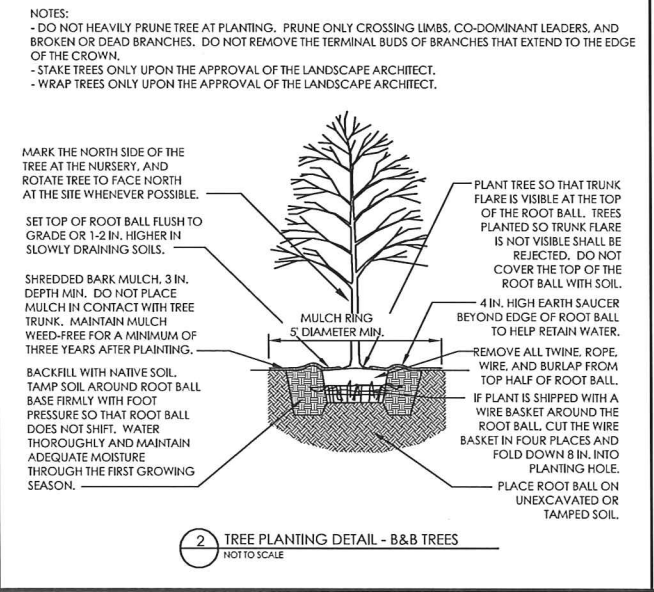 NOTES:
- DO NOT HEAVILY PRUNE TREE AT PLANTING.  PRUNE ONLY CROSSING LIMBS, CO-DOMINANT LEADERS, AND
BROKEN OR DEAD BRANCHES.  DO NOT REMOVE THE TERMINAL BUDS OF BRANCHES THAT EXTEND TO THE EDGE
OF THE CROWN.
- STAKE TREES ONLY UPON THE APPROVAL OF THE LANDSCAPE ARCHITECT.
- WRAP TREES ONLY UPON THE APPROVAL OF THE LANDSCAPE ARCHITECT.
MARK THE NORTH SIDE OF THE
TREE AT THE NURSERY, AND
ROTATE TREE TO FACE NORTH
AT THE SITE WHENEVER POSSIBLE.
SET TOP OF ROOT BALL FLUSH TO
GRADE OR 1-2 IN. HIGHER IN
SLOWLY DRAINING SOILS.
SHREDDED BARK MULCH, 3 IN.
DEPTH MIN.  DO NOT PLACE
MULCH IN CONTACT WITH TREE
TRUNK.  MAINTAIN MULCH
WEED-FREE FOR A MINIMUM OF
THREE YEARS AFTER PLANTING.
BACKFILL WITH NATIVE SOIL.
TAMP SOIL AROUND ROOT BALL
BASE FIRMLY WITH FOOT
PRESSURE SO THAT ROOT BALL
DOES NOT SHIFT.  WATER
THOROUGHLY AND MAINTAIN
ADEQUATE MOISTURE
THROUGH THE FIRST GROWING
SEASON.
MULCH RING
5' DIAMETER MIN.
PLANT TREE SO THAT TRUNK
FLARE IS VISIBLE AT THE TOP
OF THE ROOT BALL.  TREES
PLANTED SO TRUNK FLARE
IS NOT VISIBLE SHALL BE
REJECTED.  DO NOT
COVER THE TOP OF THE
ROOT BALL WITH SOIL.
4 IN. HIGH EARTH SAUCER
BEYOND EDGE OF ROOT BALL
TO HELP RETAIN WATER.
REMOVE ALL TWINE, ROPE,
WIRE, AND BURLAP FROM
TOP HALF OF ROOT BALL.
IF PLANT IS SHIPPED WITH A
WIRE BASKET AROUND THE
ROOT BALL, CUT THE WIRE
BASKET IN FOUR PLACES AND
FOLD DOWN 8 IN. INTO
PLANTING HOLE.
PLACE ROOT BALL ON
UNEXCAVATED OR
TAMPED SOIL.
2
TREE PLANTING DETAIL - B&B TREES
NOT TO SCALE